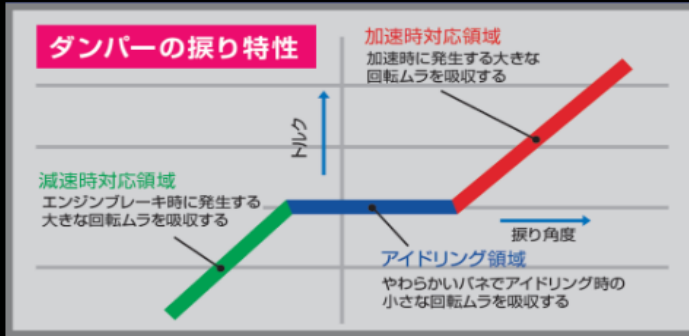 ダンパーの捩り特性
加速時対応領域
加速時に発生する大きな
回転ムラを吸収する
トルク
減速時対応領域
エンジンブレーキ時に発生する
大きな回転ムラを吸収する
捩り角度
アイドリング領域
やわらかいバネでアイドリング時の
小さな回転ムラを吸収する